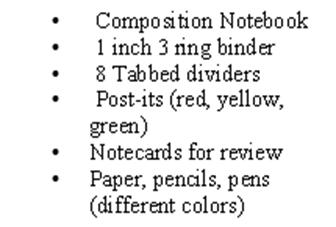 • Composition Notebook
• 1 inch 3 ring binder
• 8 Tabbed dividers
• Post-its (red, yellow,
green)
• Notecards for review
• Paper, pencils, pens
(different colors)